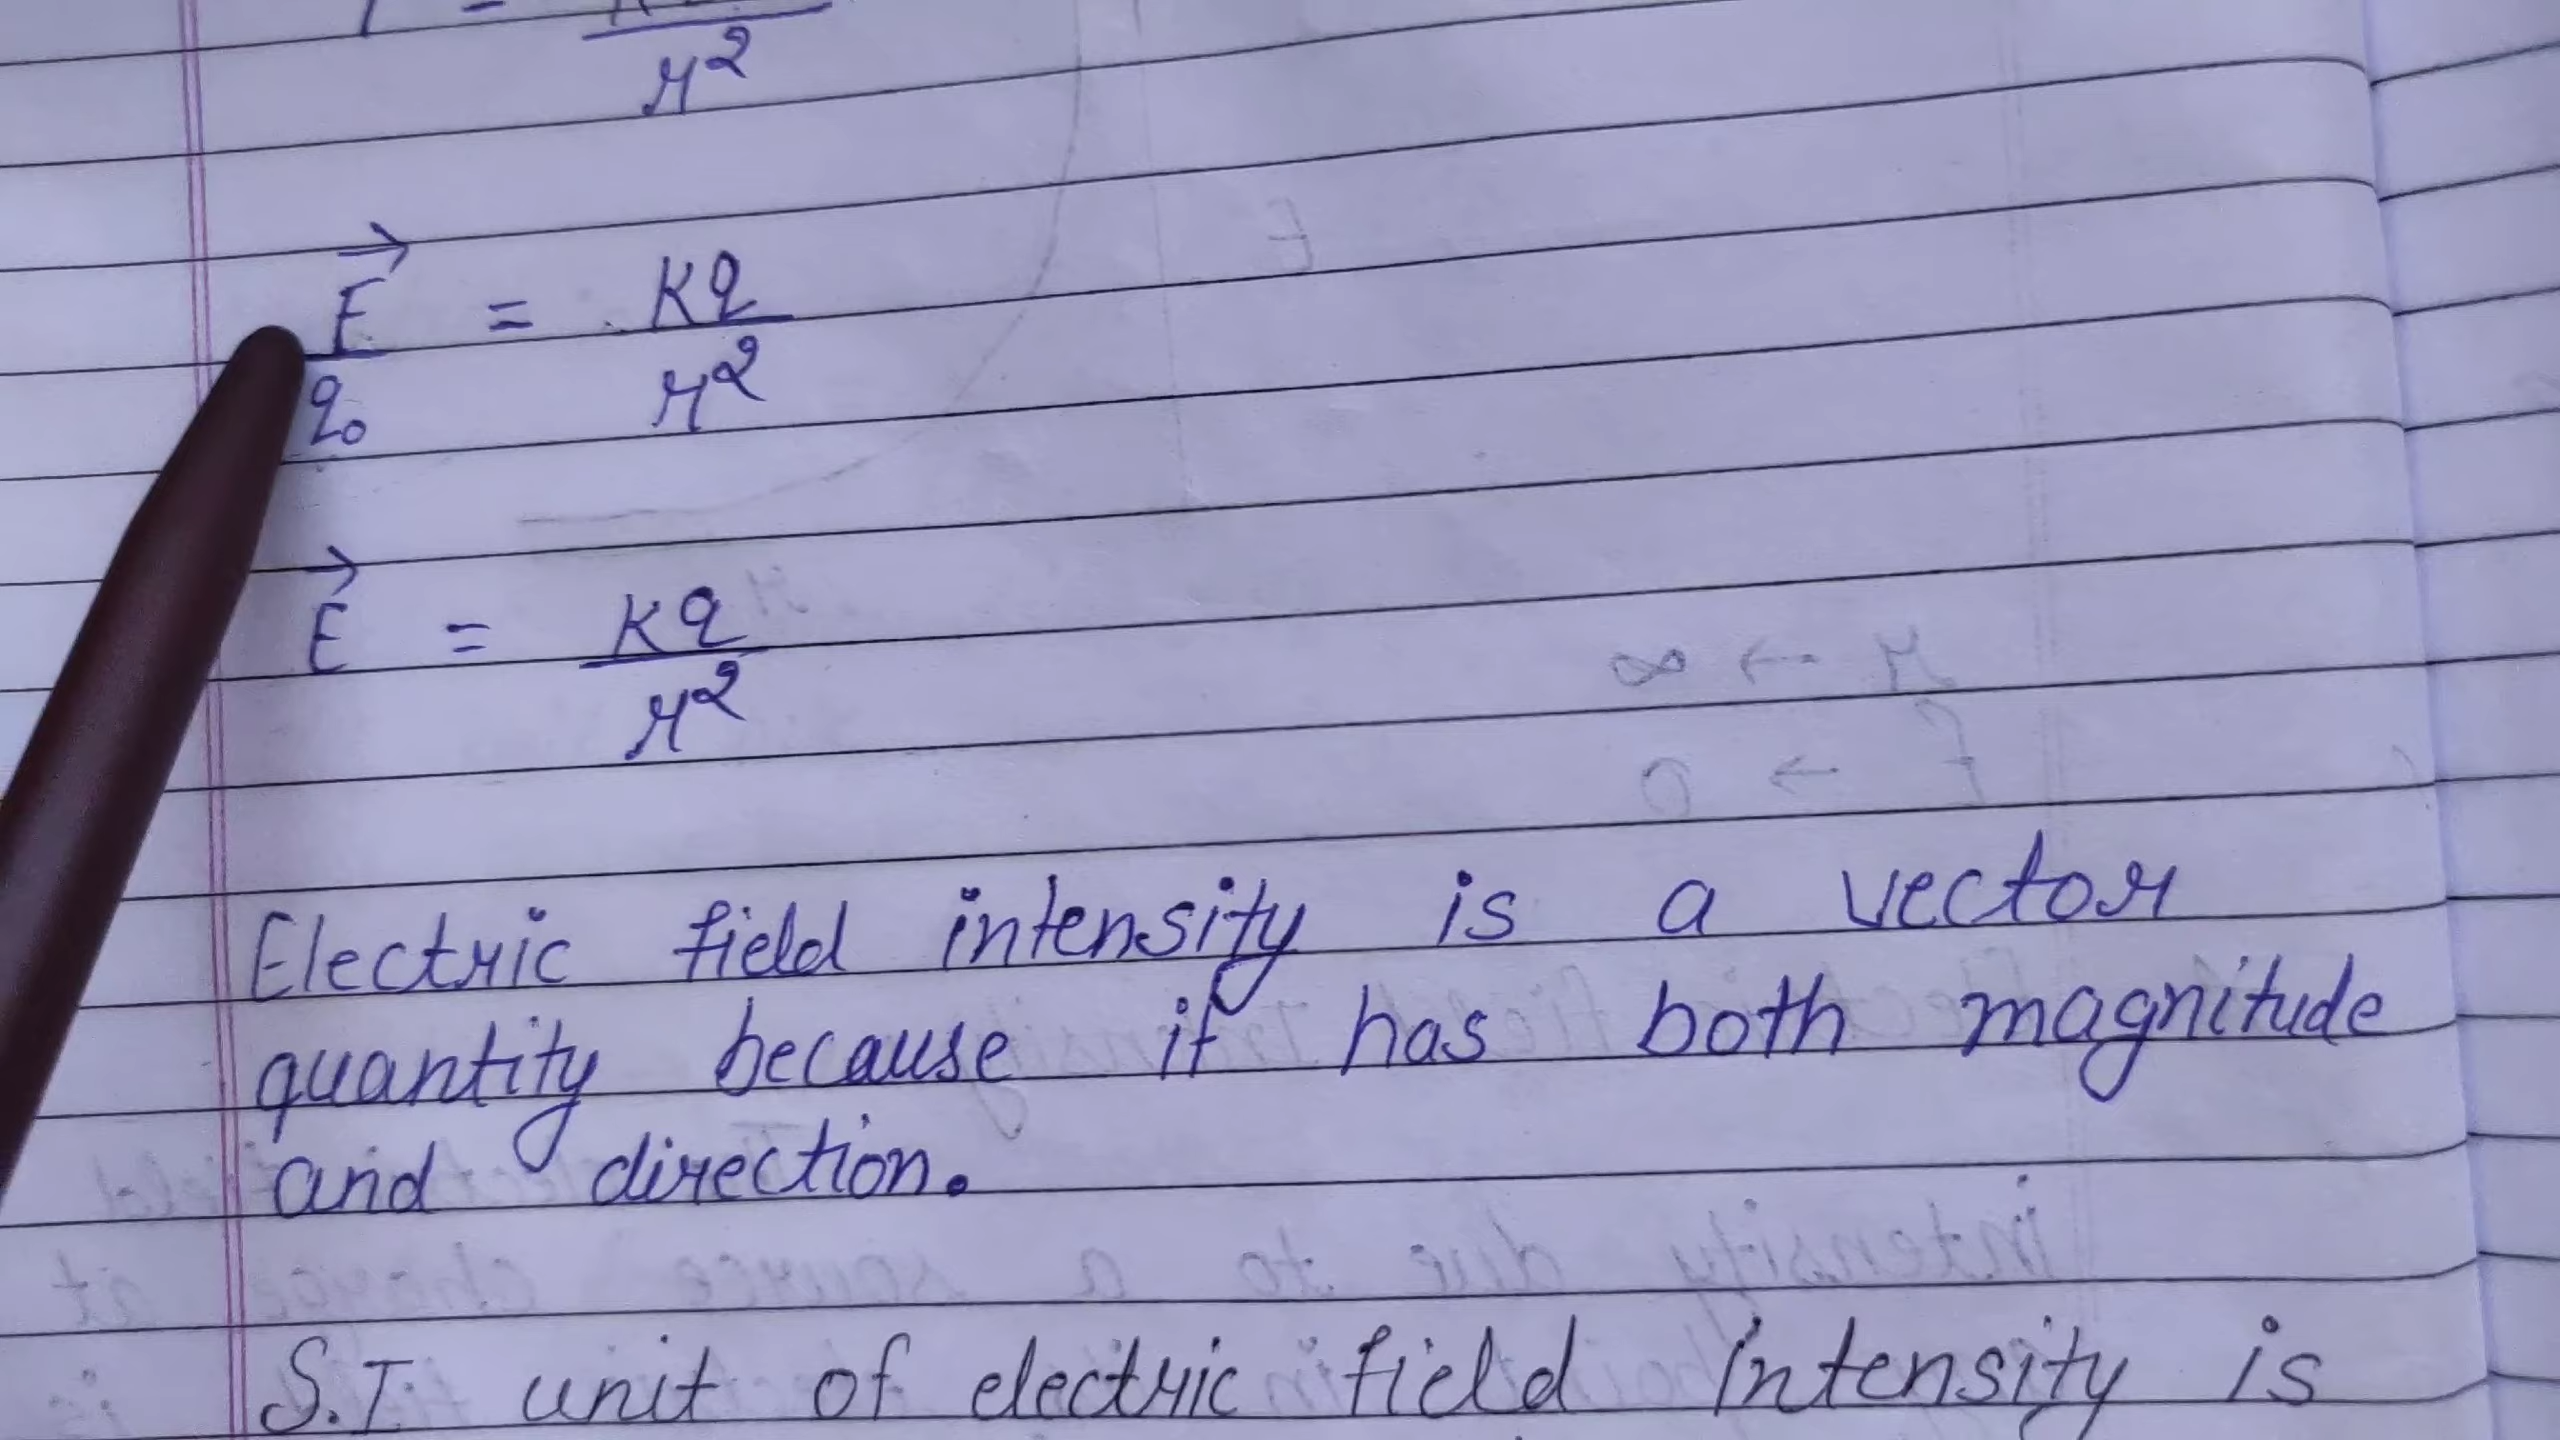 r²
F⃗/q₀ = Kq/r²
E⃗ = Kq/r²
Electric field intensity is a vector
quantity because it has both magnitude
and direction.
S.I unit of electric field intensity is